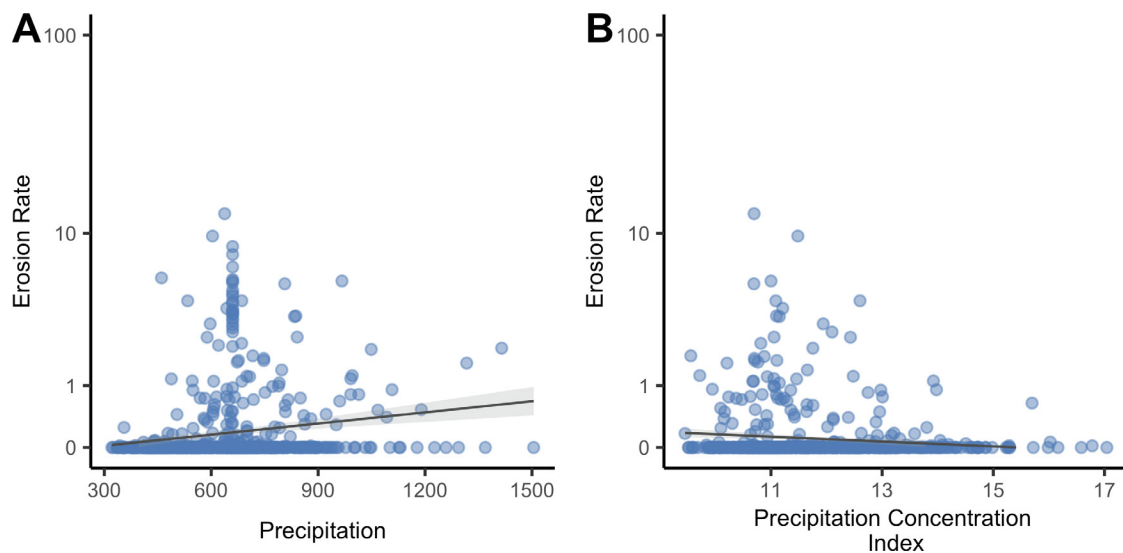 A
100
10
1
0
Erosion Rate
300 600 900 1200 1500
Precipitation
B
100
10
1
0
Erosion Rate
11 13 15 17
Precipitation Concentration
Index